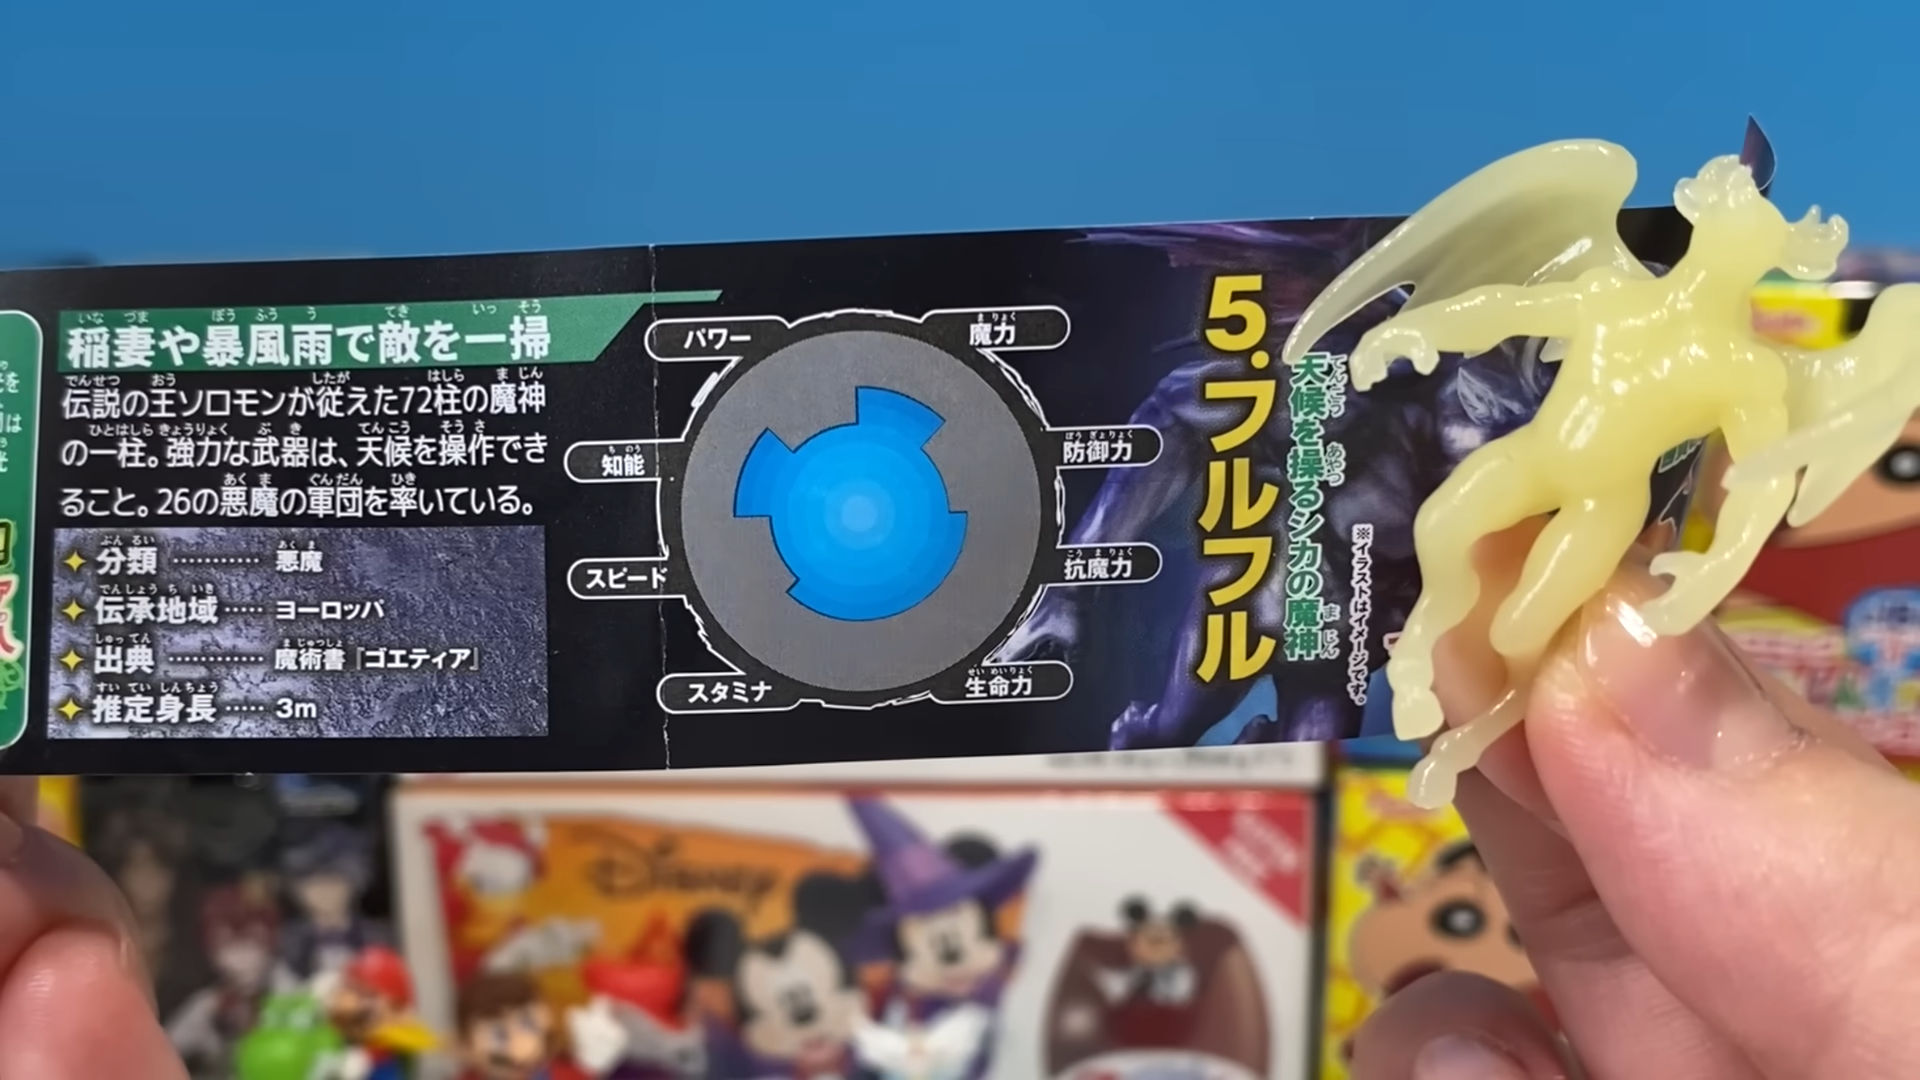 稲妻や暴風雨で敵を一掃
伝説の王ソロモンが従えた72柱の魔神
の一柱。強力な武器は、天候を操作でき
ること。26の悪魔の軍団を率いている。
分類 ………… 悪魔
伝承地域 …… ヨーロッパ
出典 ………… 魔術書『ゴエティア』
推定身長 …… 3m
パワー
魔力
知能
防御力
スピード
抗魔力
スタミナ
生命力
5.フルフル
天候を操るシカの魔神
※イラストはイメージです。
Disney